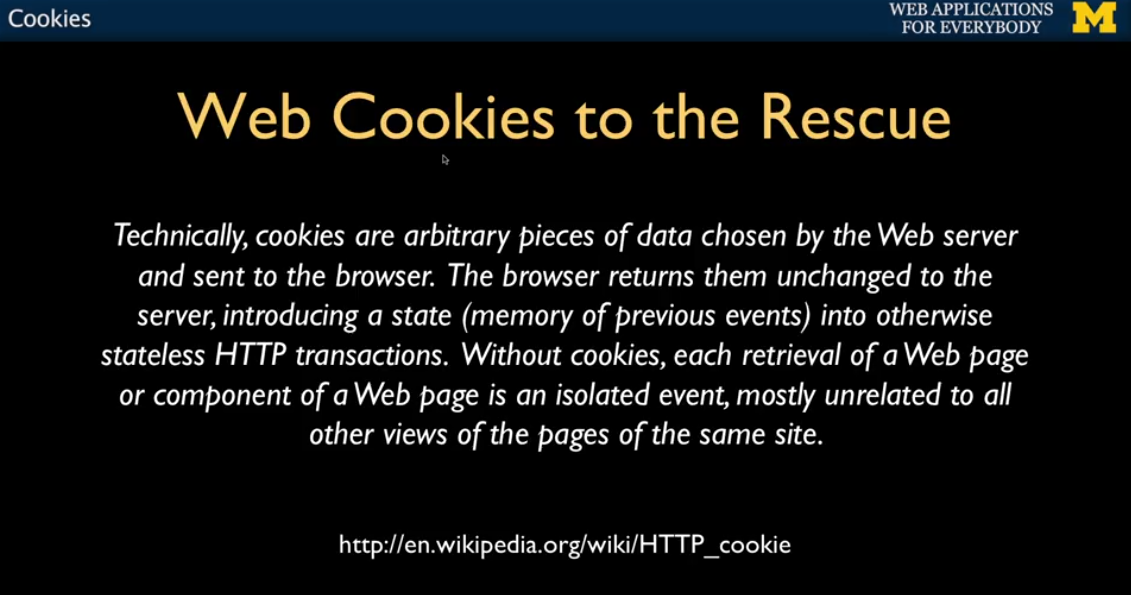 Cookies
WEB APPLICATIONS
FOR EVERYBODY
M
Web Cookies to the Rescue
Technically, cookies are arbitrary pieces of data chosen by the Web server
and sent to the browser. The browser returns them unchanged to the
server, introducing a state (memory of previous events) into otherwise
stateless HTTP transactions. Without cookies, each retrieval of a Web page
or component of a Web page is an isolated event, mostly unrelated to all
other views of the pages of the same site.
http://en.wikipedia.org/wiki/HTTP_cookie